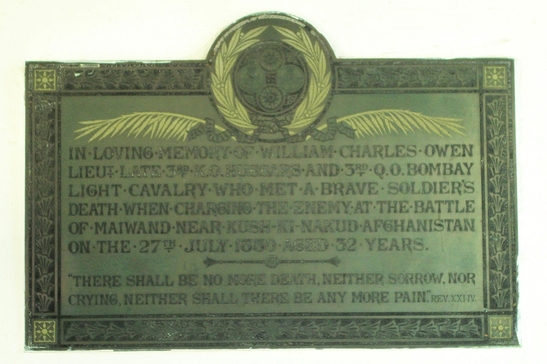 IN·LOVING·MEMORY·OF·WILLIAM·CHARLES·OWEN
LIEUT·LATE·3RD·K.O.HUSSARS·AND·3RD·Q.O.BOMBAY
LIGHT·CAVALRY·WHO·MET·A·BRAVE·SOLDIER'S
DEATH·WHEN·CHARGING·THE·ENEMY·AT·THE·BATTLE
OF·MAIWAND·NEAR·KUSH·KI·NAKUD·AFGHANISTAN
ON·THE·27TH·JULY·1880·AGED·32·YEARS.
"THERE SHALL BE NO MORE DEATH, NEITHER SORROW, NOR
CRYING, NEITHER SHALL THERE BE ANY MORE PAIN." REV. XXI IV.